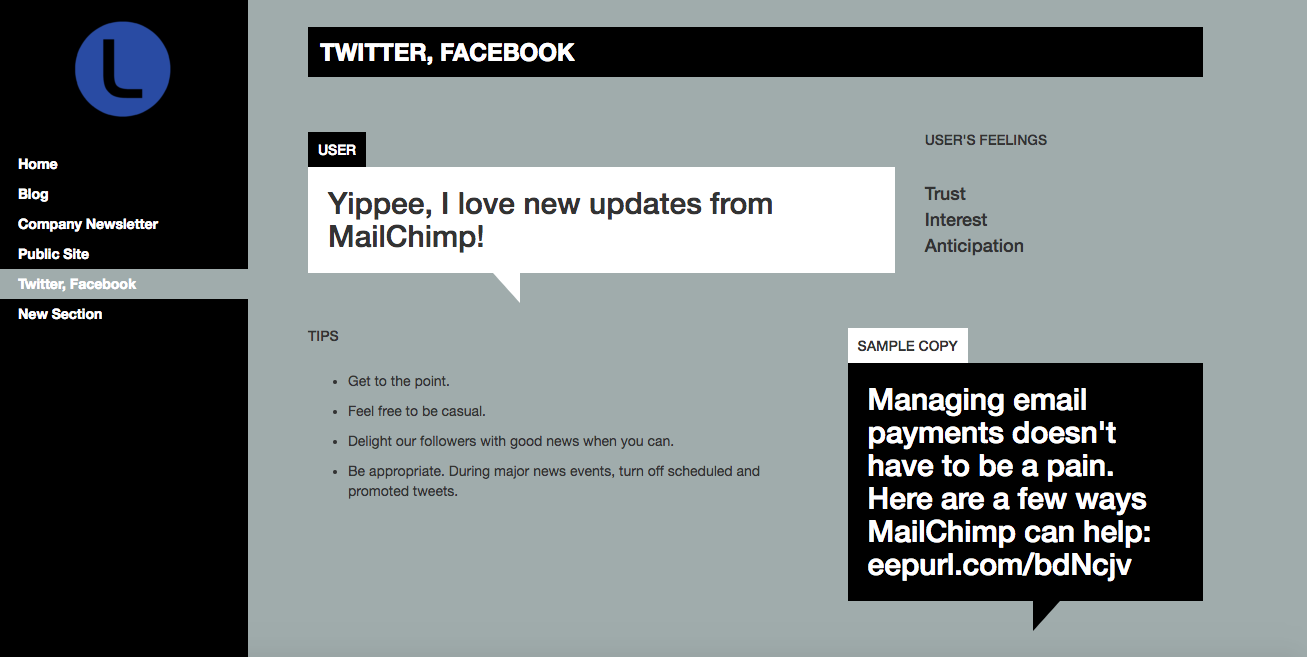 L
Home
Blog
Company Newsletter
Public Site
Twitter, Facebook
New Section
TWITTER, FACEBOOK
USER
Yippee, I love new updates from
MailChimp!
USER'S FEELINGS
Trust
Interest
Anticipation
TIPS
• Get to the point.
• Feel free to be casual.
• Delight our followers with good news when you can.
• Be appropriate. During major news events, turn off scheduled and
promoted tweets.
SAMPLE COPY
Managing email
payments doesn't
have to be a pain.
Here are a few ways
MailChimp can help:
eepurl.com/bdNcjv